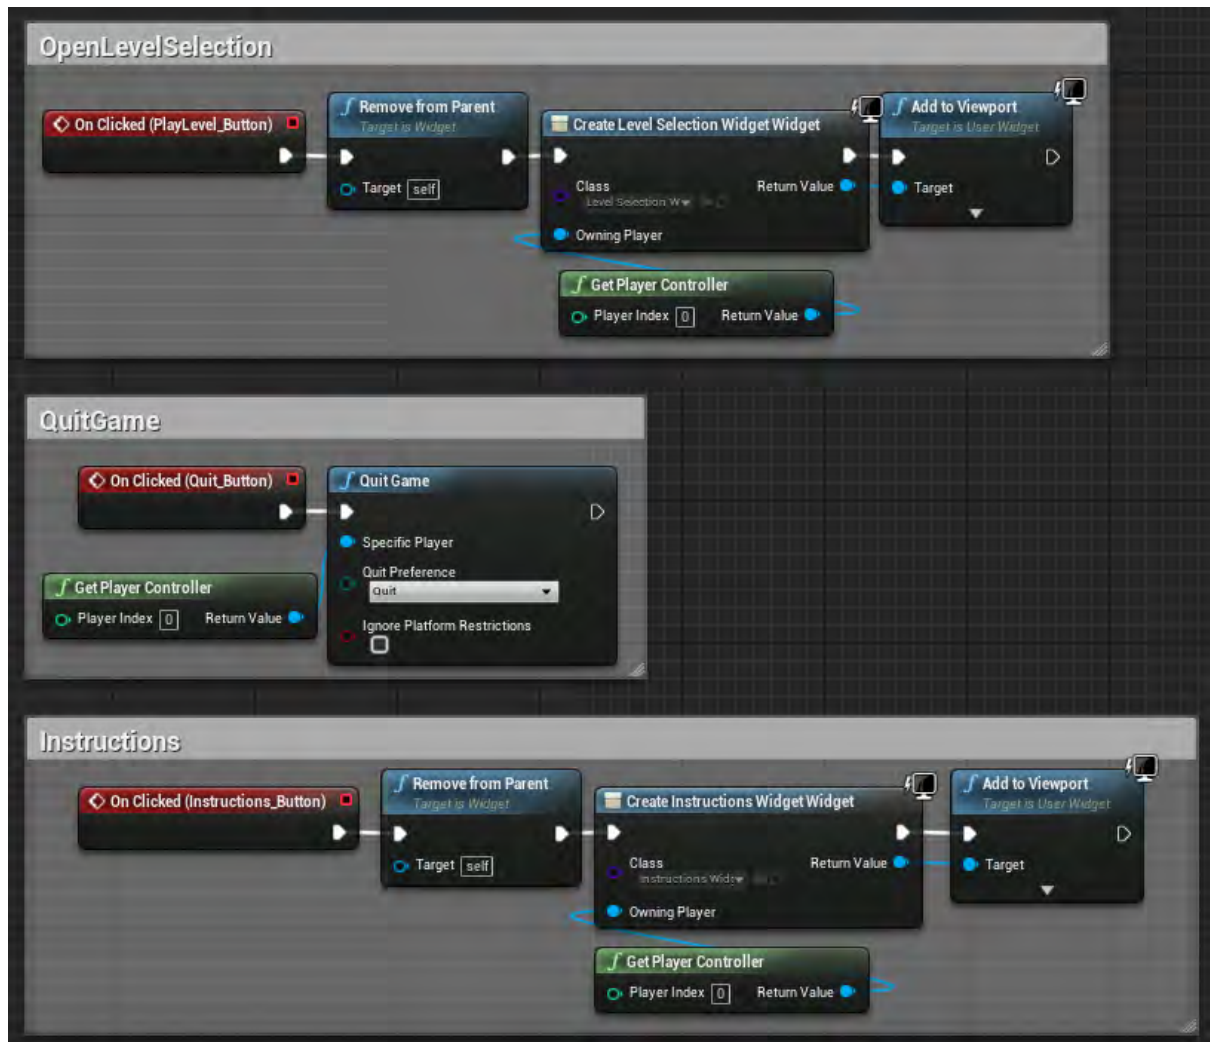 OpenLevelSelection
On Clicked (PlayLevel_Button)
Remove from Parent
Target is Widget
Target self
Create Level Selection Widget Widget
Class
Level Selection W
Return Value
Owning Player
Add to Viewport
Target is User Widget
Target
Get Player Controller
Player Index 0
Return Value
QuitGame
On Clicked (Quit_Button)
Quit Game
Specific Player
Quit Preference
Quit
Ignore Platform Restrictions
Get Player Controller
Player Index 0
Return Value
Instructions
On Clicked (Instructions_Button)
Remove from Parent
Target is Widget
Target self
Create Instructions Widget Widget
Class
Instructions Widg
Return Value
Owning Player
Add to Viewport
Target is User Widget
Target
Get Player Controller
Player Index 0
Return Value